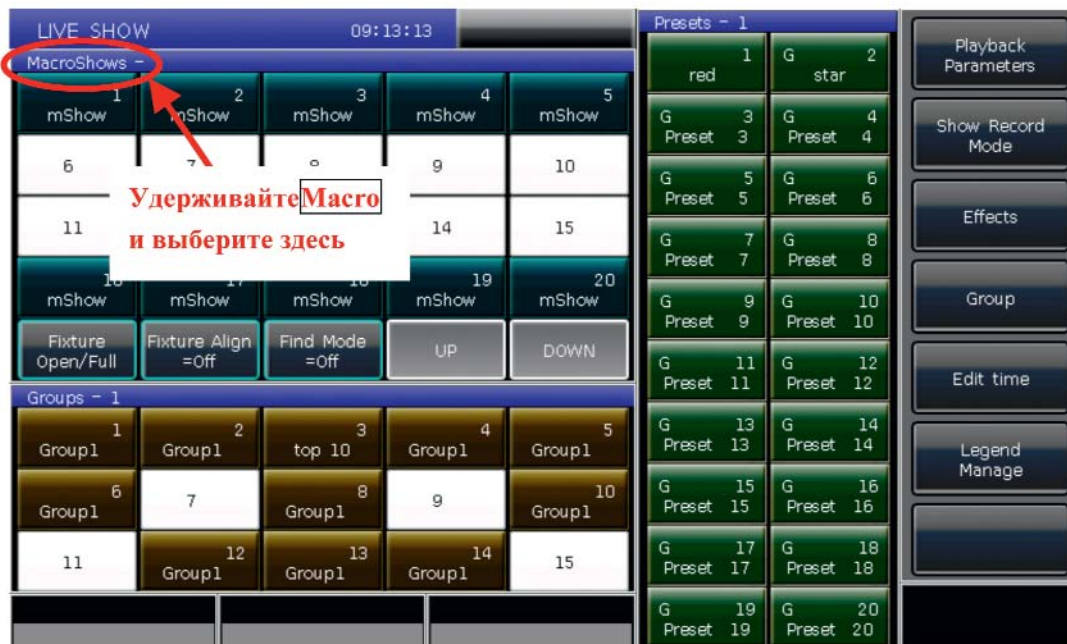 LIVE SHOW 09:13:13
MacroShows -
1 mShow 2 mShow 3 mShow 4 mShow 5 mShow
6 9 10
Удерживайте Macro
и выберите здесь
11 14 15
mShow mShow mShow 19 mShow 20 mShow
Fixture Open/Full Fixture Align =Off Find Mode =Off UP DOWN
Groups - 1
1 Group1 2 Group1 3 top 10 4 Group1 5 Group1
6 Group1 7 8 Group1 9 10 Group1
11 12 Group1 13 Group1 14 Group1 15
Presets - 1
1 red G 2 star
G 3 Preset 3 G 4 Preset 4
G 5 Preset 5 G 6 Preset 6
G 7 Preset 7 G 8 Preset 8
G 9 Preset 9 G 10 Preset 10
G 11 Preset 11 G 12 Preset 12
G 13 Preset 13 G 14 Preset 14
G 15 Preset 15 G 16 Preset 16
G 17 Preset 17 G 18 Preset 18
G 19 Preset 19 G 20 Preset 20
Playback
Parameters
Show Record
Mode
Effects
Group
Edit time
Legend
Manage